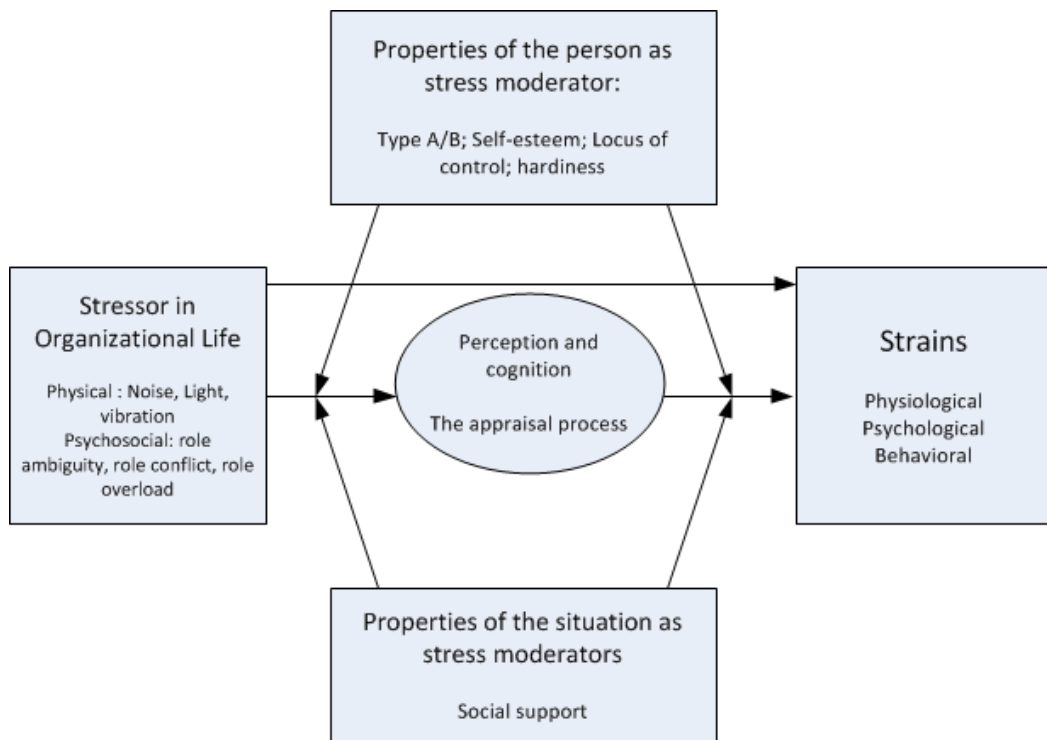 Properties of the person as
stress moderator:
Type A/B; Self-esteem; Locus of
control; hardiness
Stressor in
Organizational Life
Physical : Noise, Light,
vibration
Psychosocial: role
ambiguity, role conflict, role
overload
Perception and
cognition
The appraisal process
Strains
Physiological
Psychological
Behavioral
Properties of the situation as
stress moderators
Social support